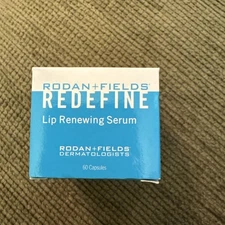 RODAN+FIELDS®
REDEFINE
Lip Renewing Serum
RODAN+FIELDS®
DERMATOLOGISTS
60 Capsules